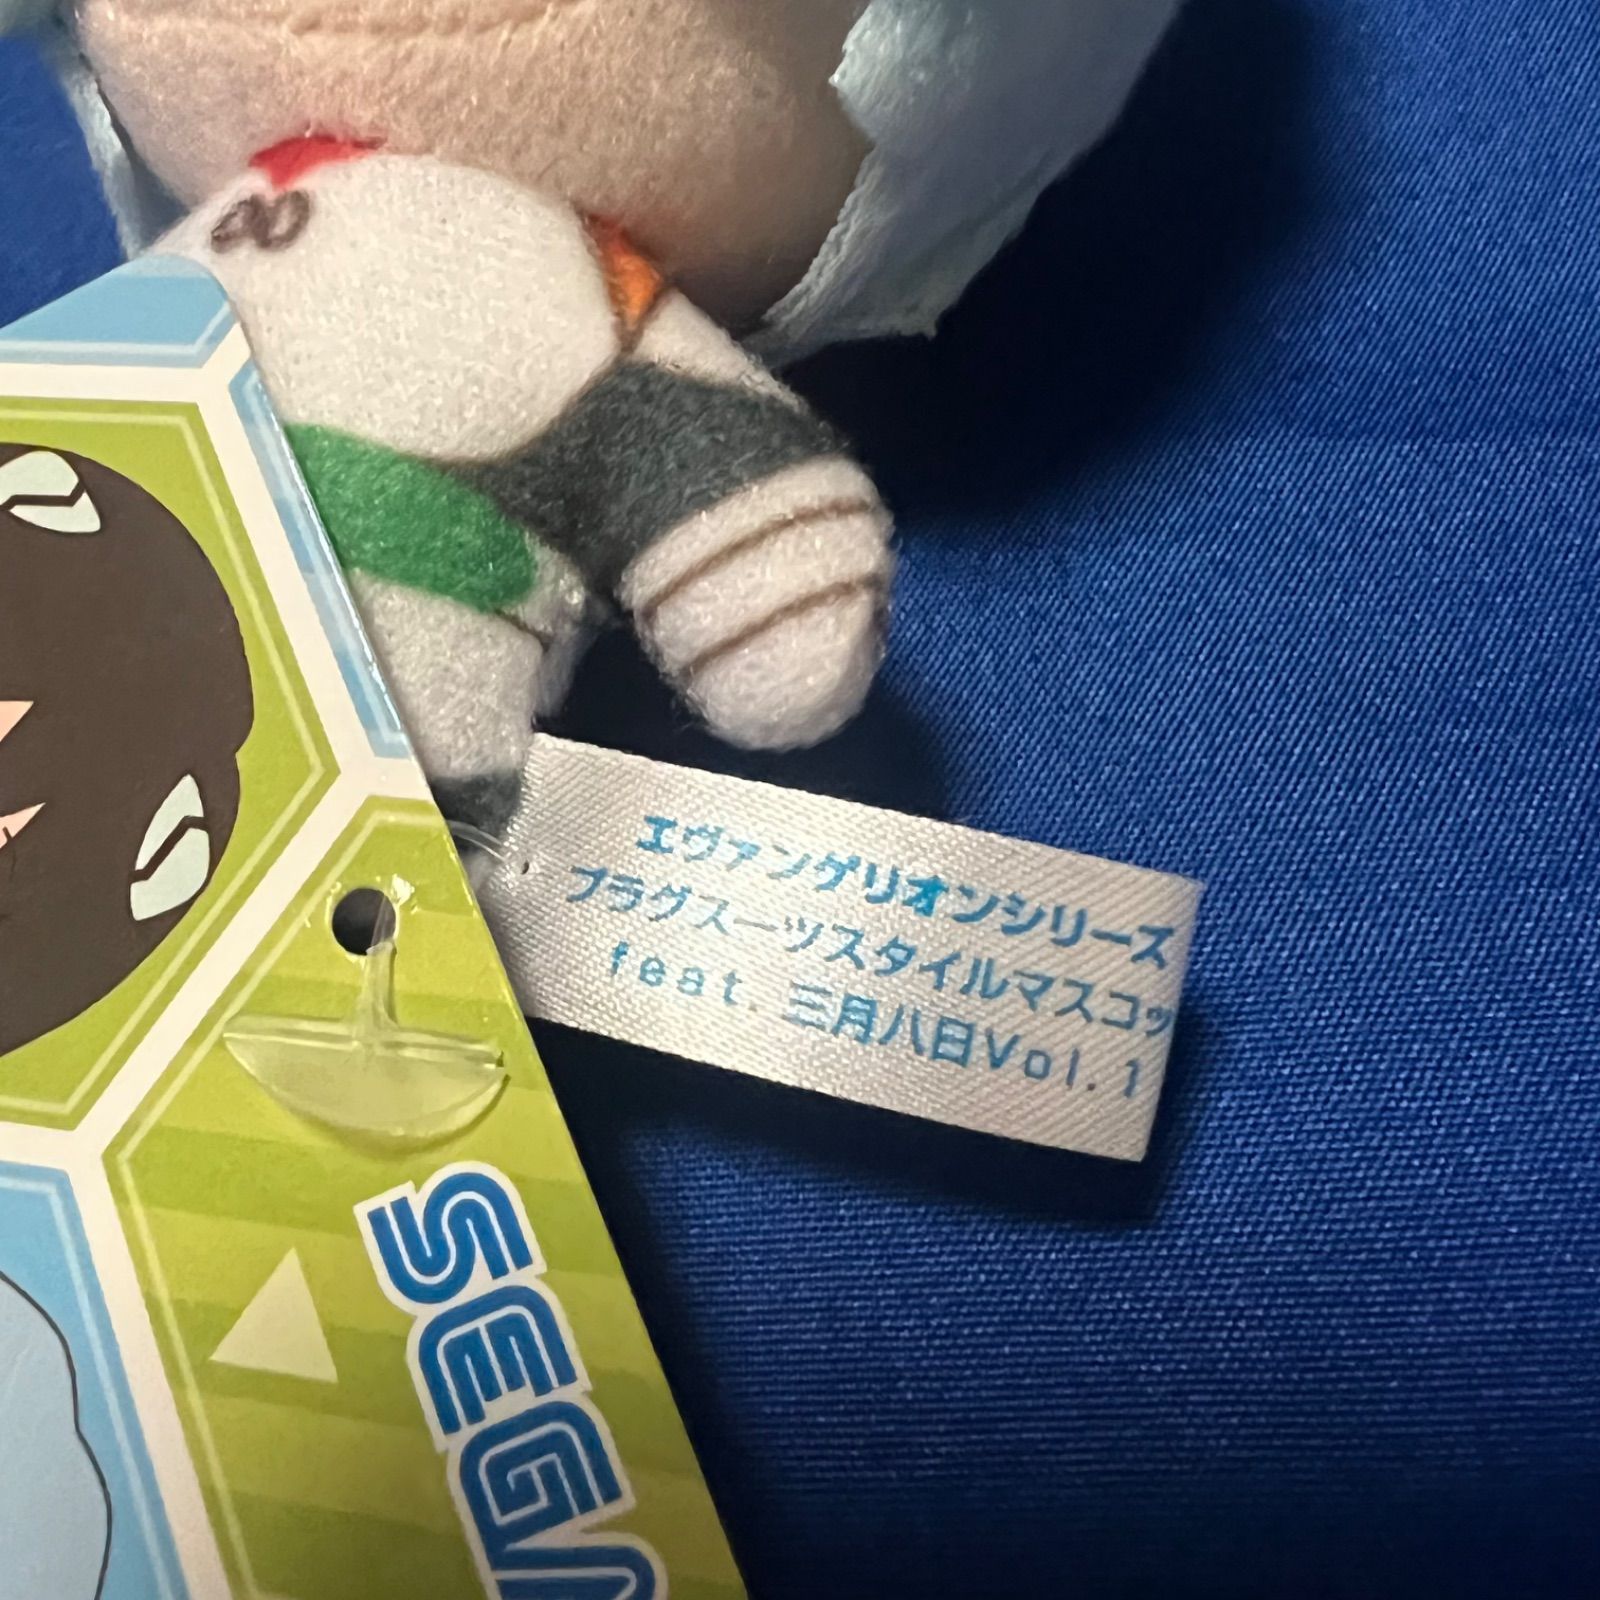 エヴァンゲリオンシリーズ
プラグスーツスタイルマスコッ
feat.三月八日Vol.1
SEGA